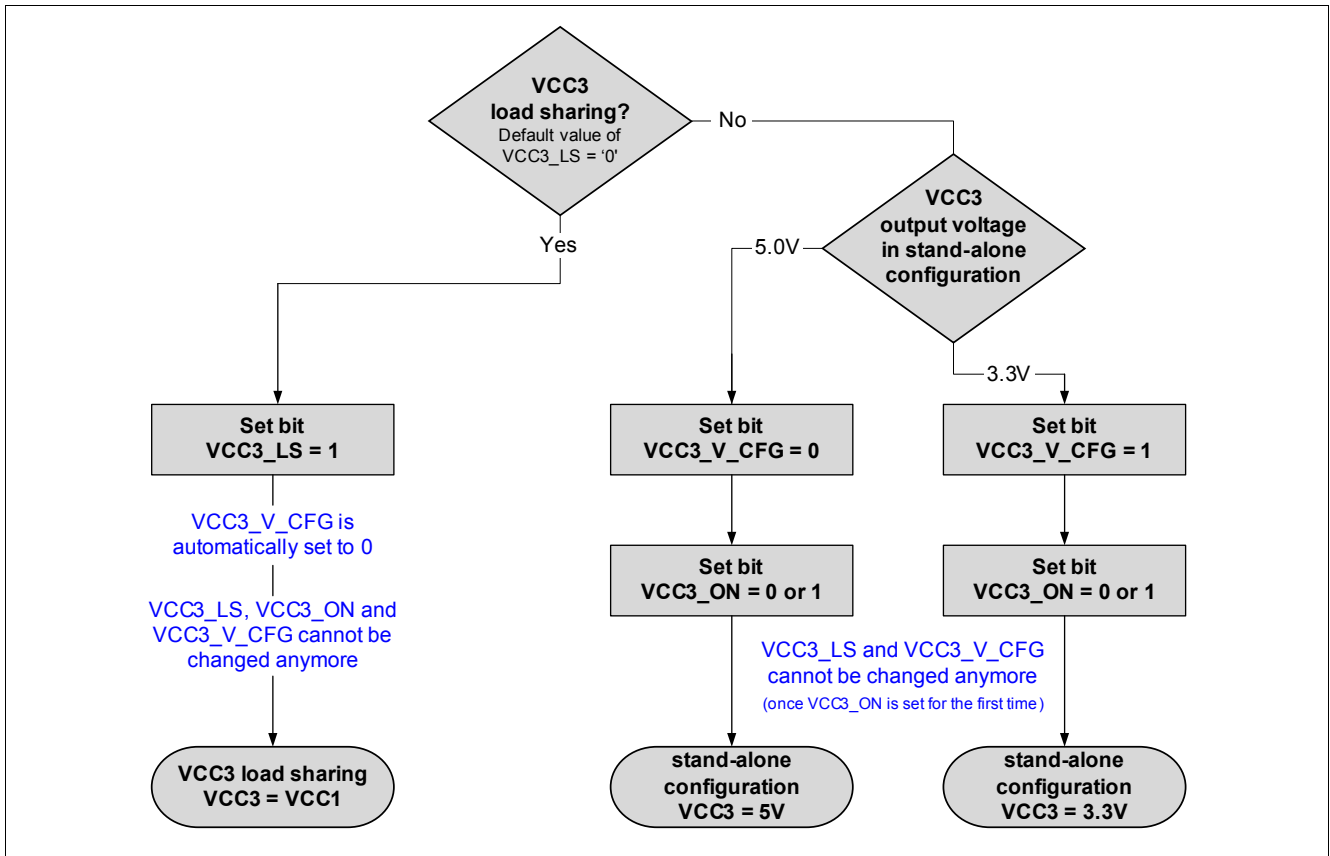 VCC3
load sharing?
Default value of
VCC3_LS = ‘0'
No
Yes
VCC3
output voltage
in stand-alone
configuration
5.0V
3.3V
Set bit
VCC3_LS = 1
Set bit
VCC3_V_CFG = 0
Set bit
VCC3_V_CFG = 1
VCC3_V_CFG is
automatically set to 0
Set bit
VCC3_ON = 0 or 1
Set bit
VCC3_ON = 0 or 1
VCC3_LS, VCC3_ON and
VCC3_V_CFG cannot be
changed anymore
VCC3_LS and VCC3_V_CFG
cannot be changed anymore
(once VCC3_ON is set for the first time)
VCC3 load sharing
VCC3 = VCC1
stand-alone
configuration
VCC3 = 5V
stand-alone
configuration
VCC3 = 3.3V